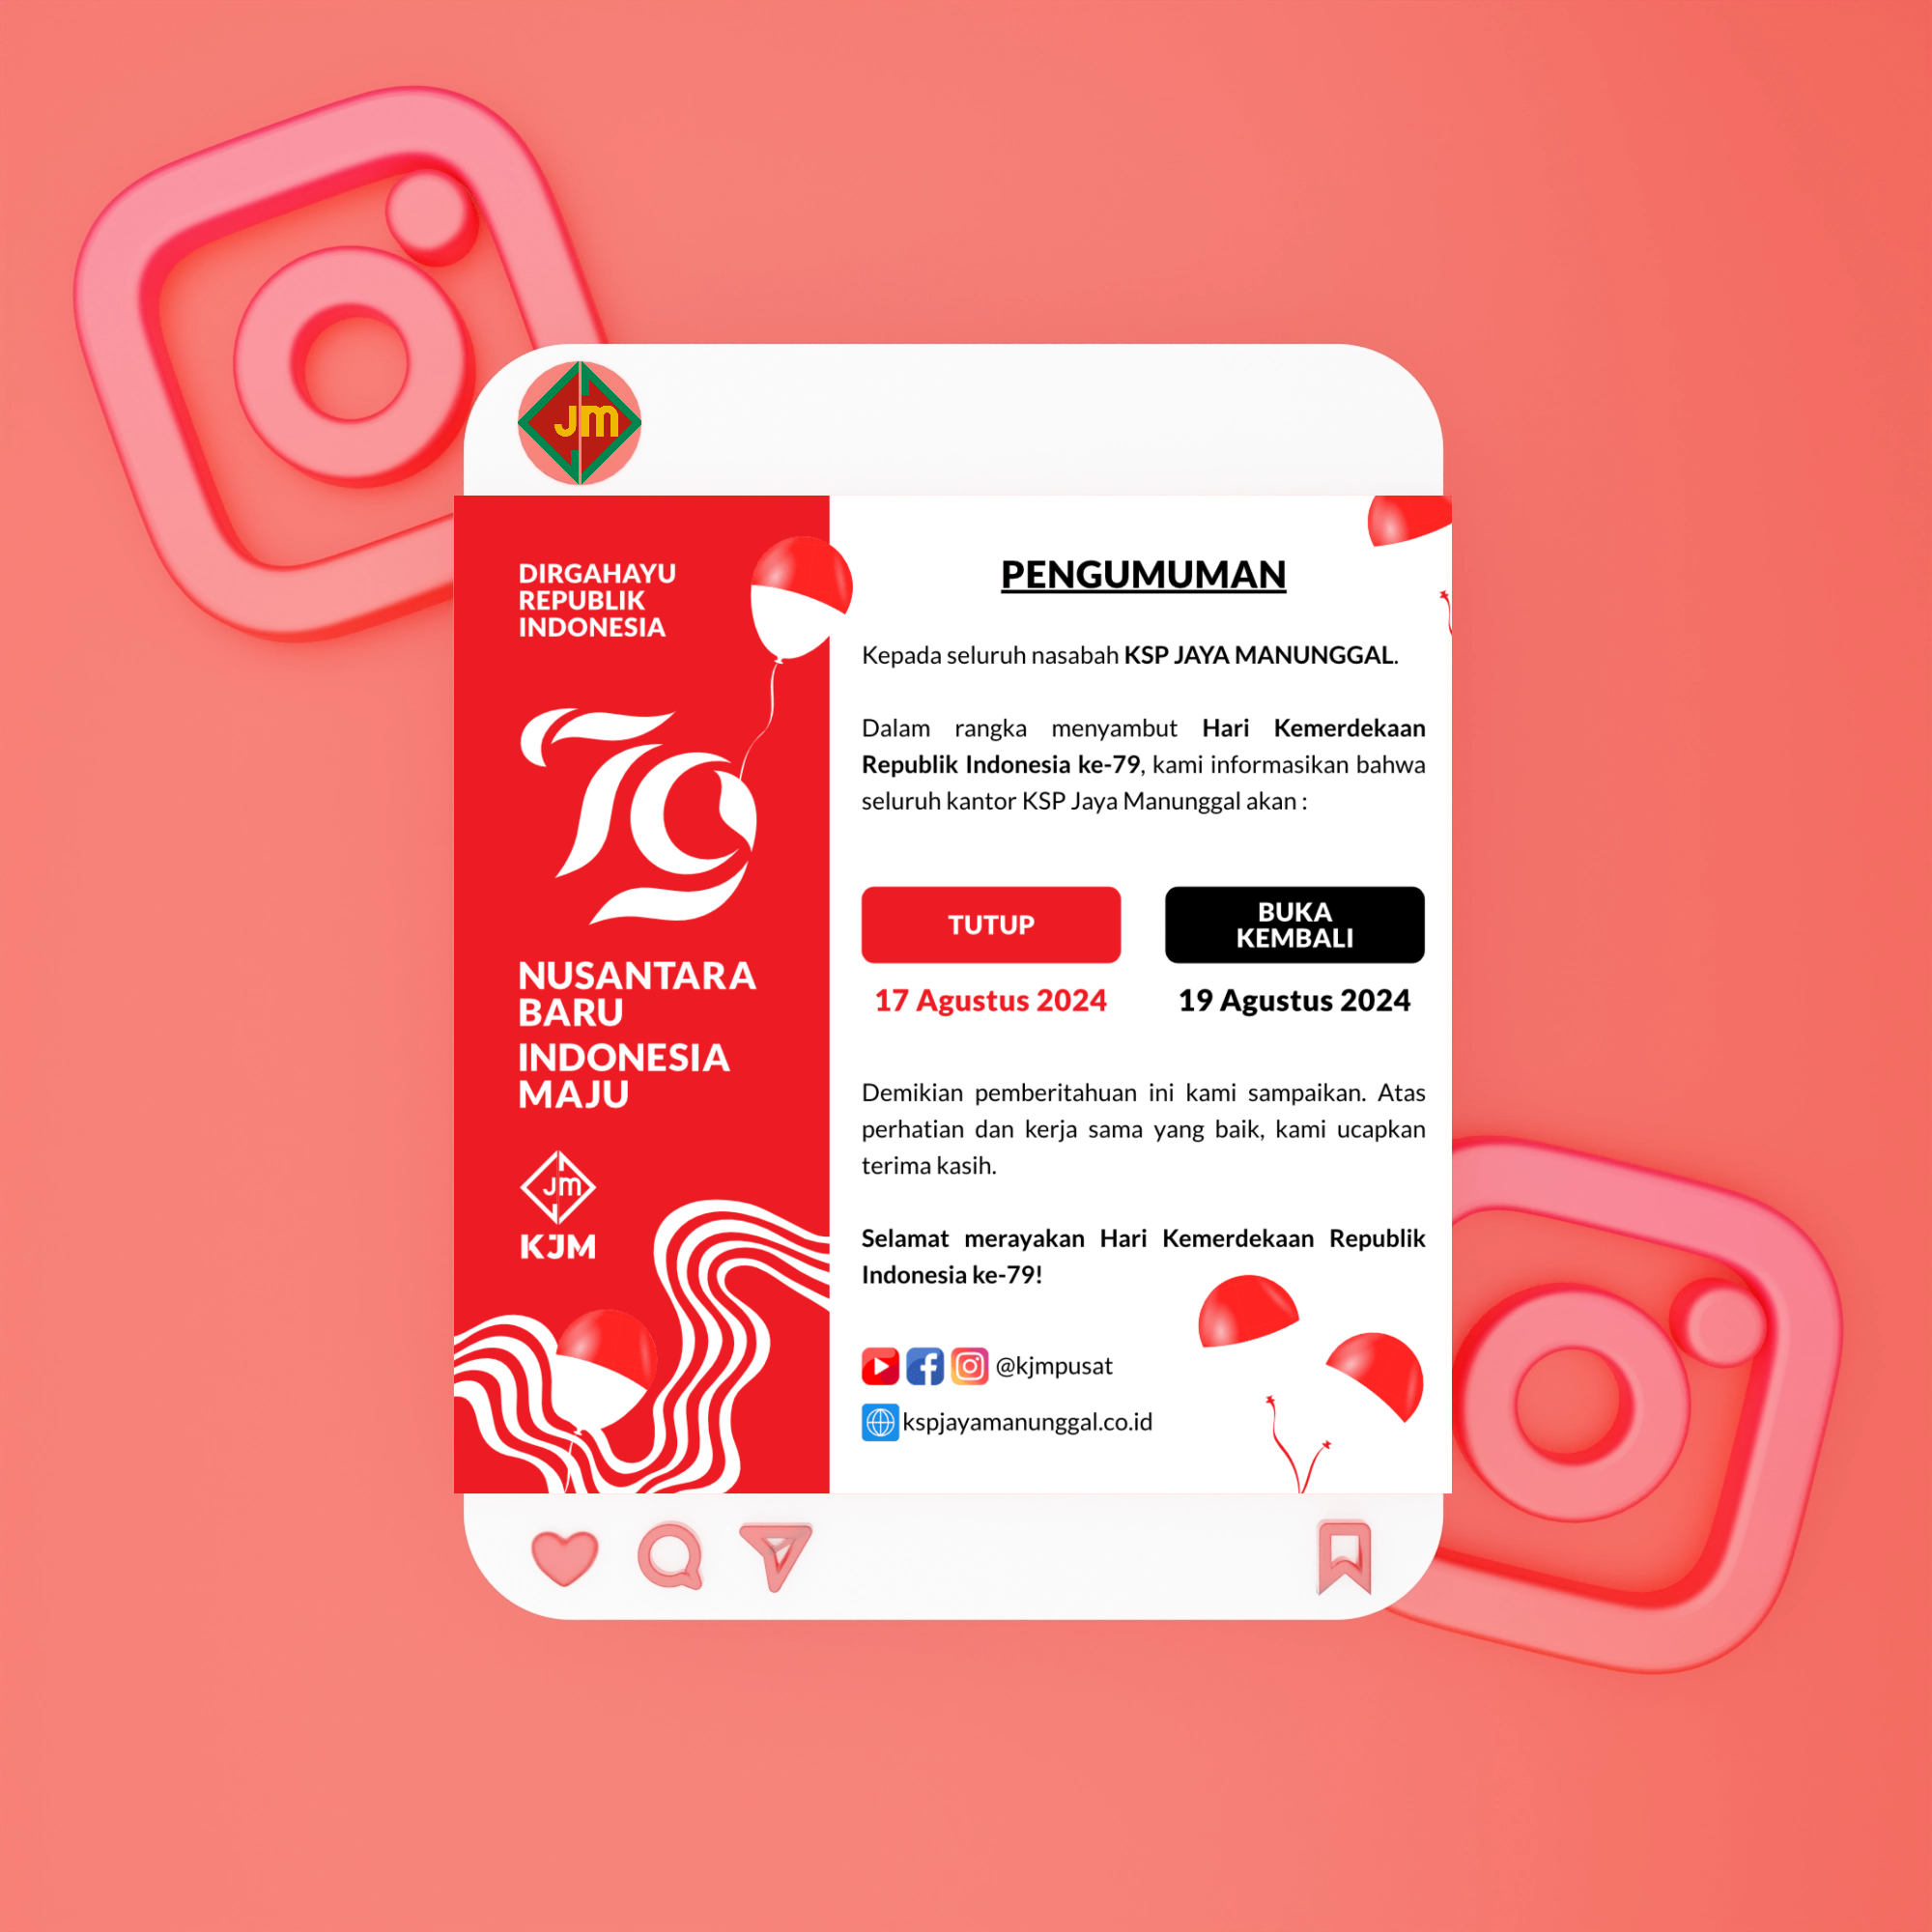 JM
DIRGAHAYU
REPUBLIK
INDONESIA
79
NUSANTARA
BARU
INDONESIA
MAJU
JM
KJM
PENGUMUMAN
Kepada seluruh nasabah KSP JAYA MANUNGGAL.
Dalam rangka menyambut Hari Kemerdekaan
Republik Indonesia ke-79, kami informasikan bahwa
seluruh kantor KSP Jaya Manunggal akan :
TUTUP
17 Agustus 2024
BUKA
KEMBALI
19 Agustus 2024
Demikian pemberitahuan ini kami sampaikan. Atas
perhatian dan kerja sama yang baik, kami ucapkan
terima kasih.
Selamat merayakan Hari Kemerdekaan Republik
Indonesia ke-79!
@kjmpusat
kspjayamanunggal.co.id